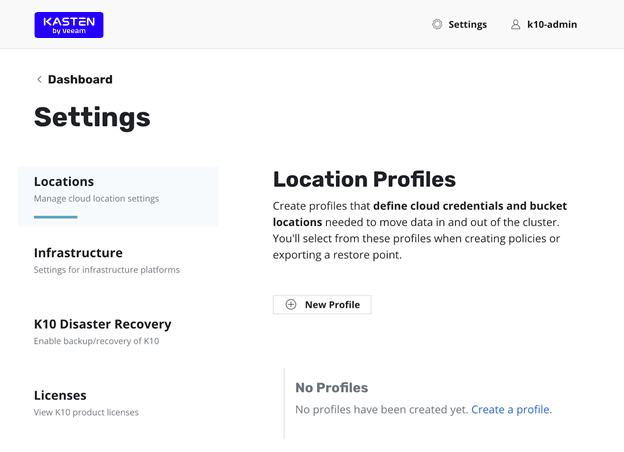 KASTEN
by veeam
Settings
k10-admin
Dashboard
Settings
Locations
Manage cloud location settings
Infrastructure
Settings for infrastructure platforms
K10 Disaster Recovery
Enable backup/recovery of K10
Licenses
View K10 product licenses
Location Profiles
Create profiles that define cloud credentials and bucket
locations needed to move data in and out of the cluster.
You'll select from these profiles when creating policies or
exporting a restore point.
New Profile
No Profiles
No profiles have been created yet. Create a profile.